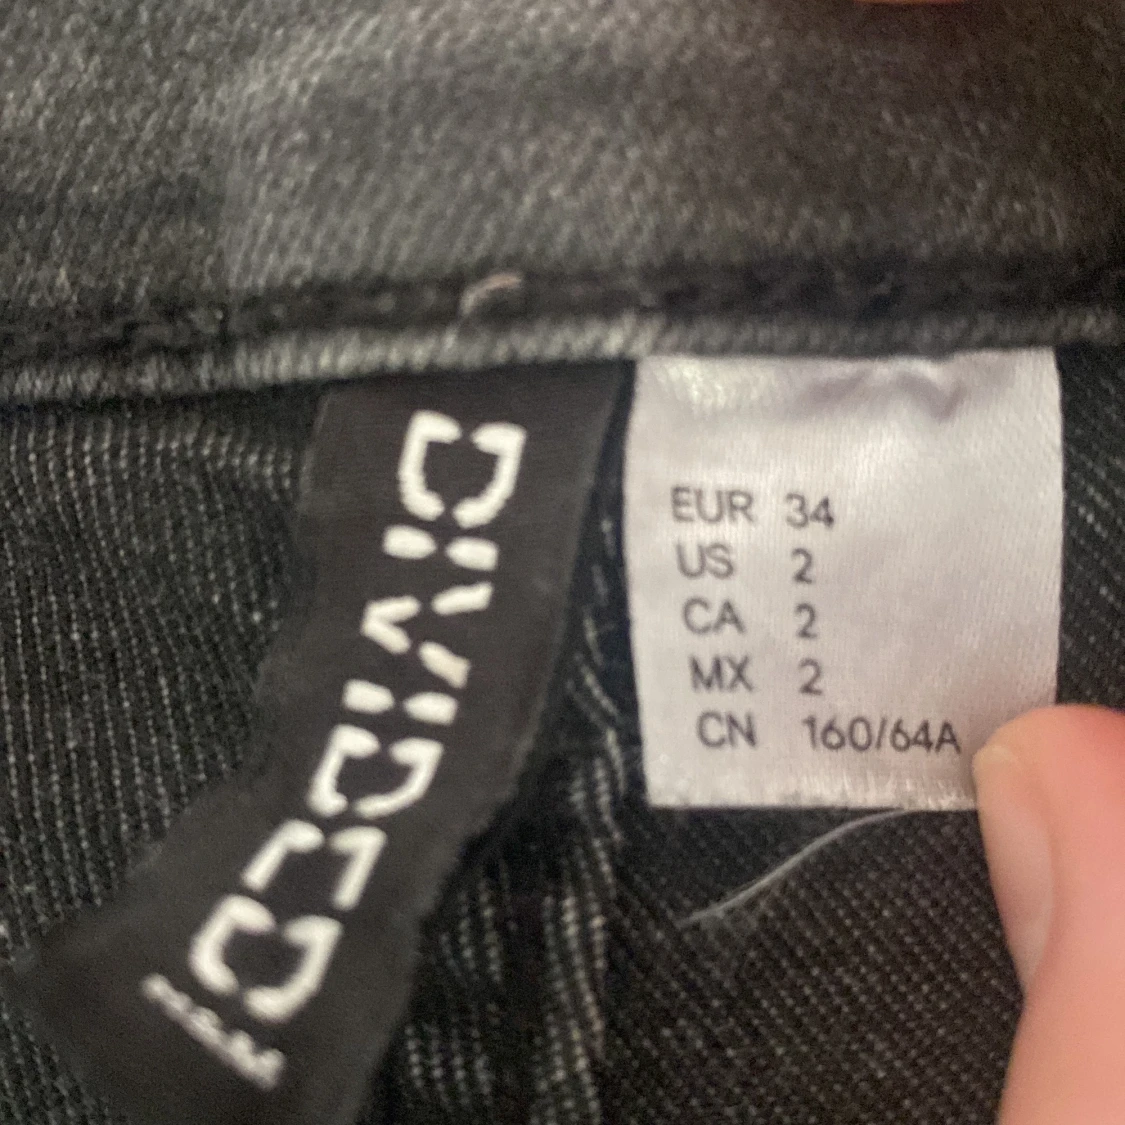 DIVIDED
H&M
EUR 34
US 2
CA 2
MX 2
CN 160/64A